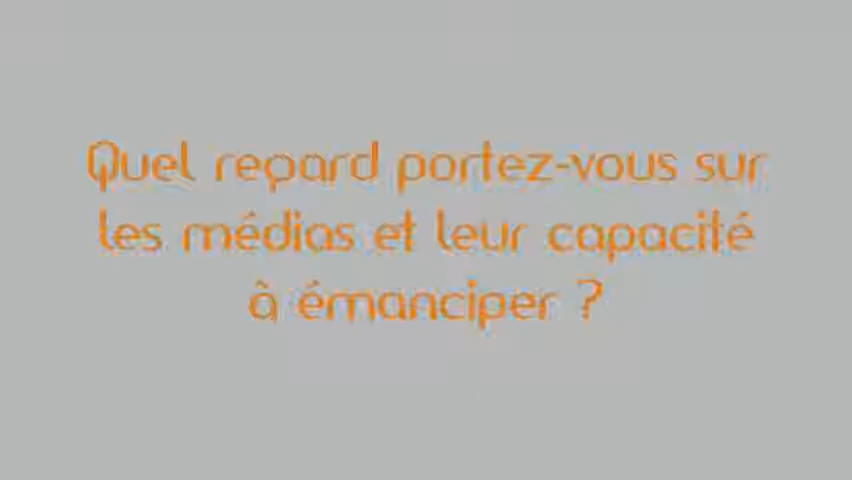 Quel regard portez-vous sur
les médias et leur capacité
à émanciper ?